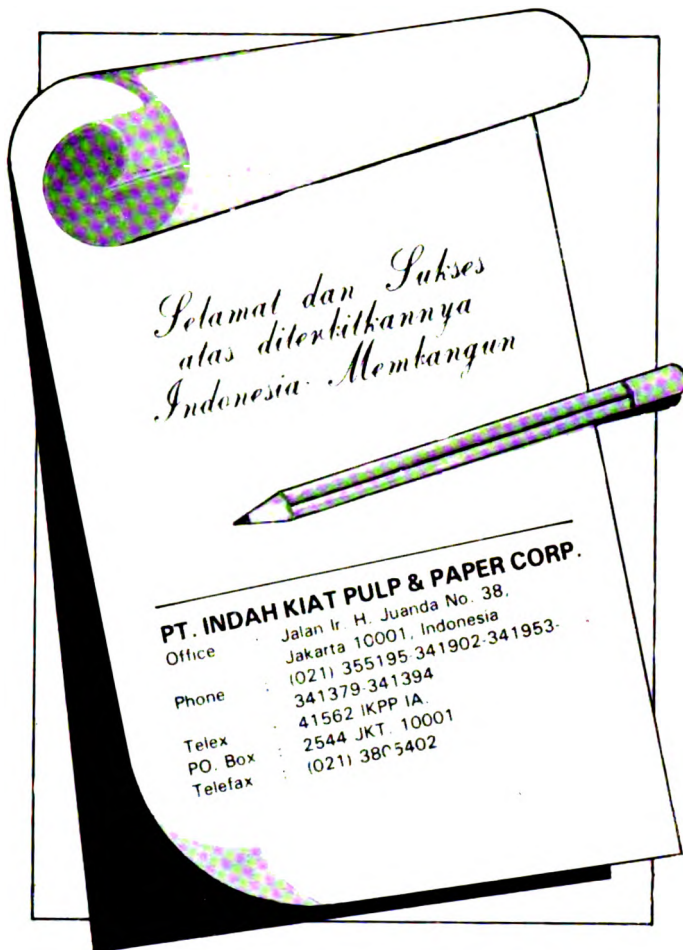 Selamat dan Sukses
atas diterbitkannya
Indonesia Membangun
PT. INDAH KIAT PULP & PAPER CORP.
Office : Jalan Ir. H. Juanda No. 38,
Jakarta 10001, Indonesia
Phone : (021) 355195-341902-341953-
341379-341394
Telex : 41562 IKPP IA.
PO. Box : 2544 JKT. 10001
Telefax : (021)